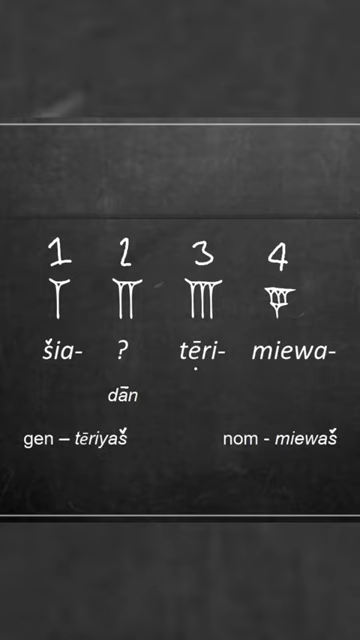 1 2 3 4
𒁹 𒈫 𒐈 𒐉
šia- ? tēri- miewa-
dān
gen – tēriyaš nom - miewaš